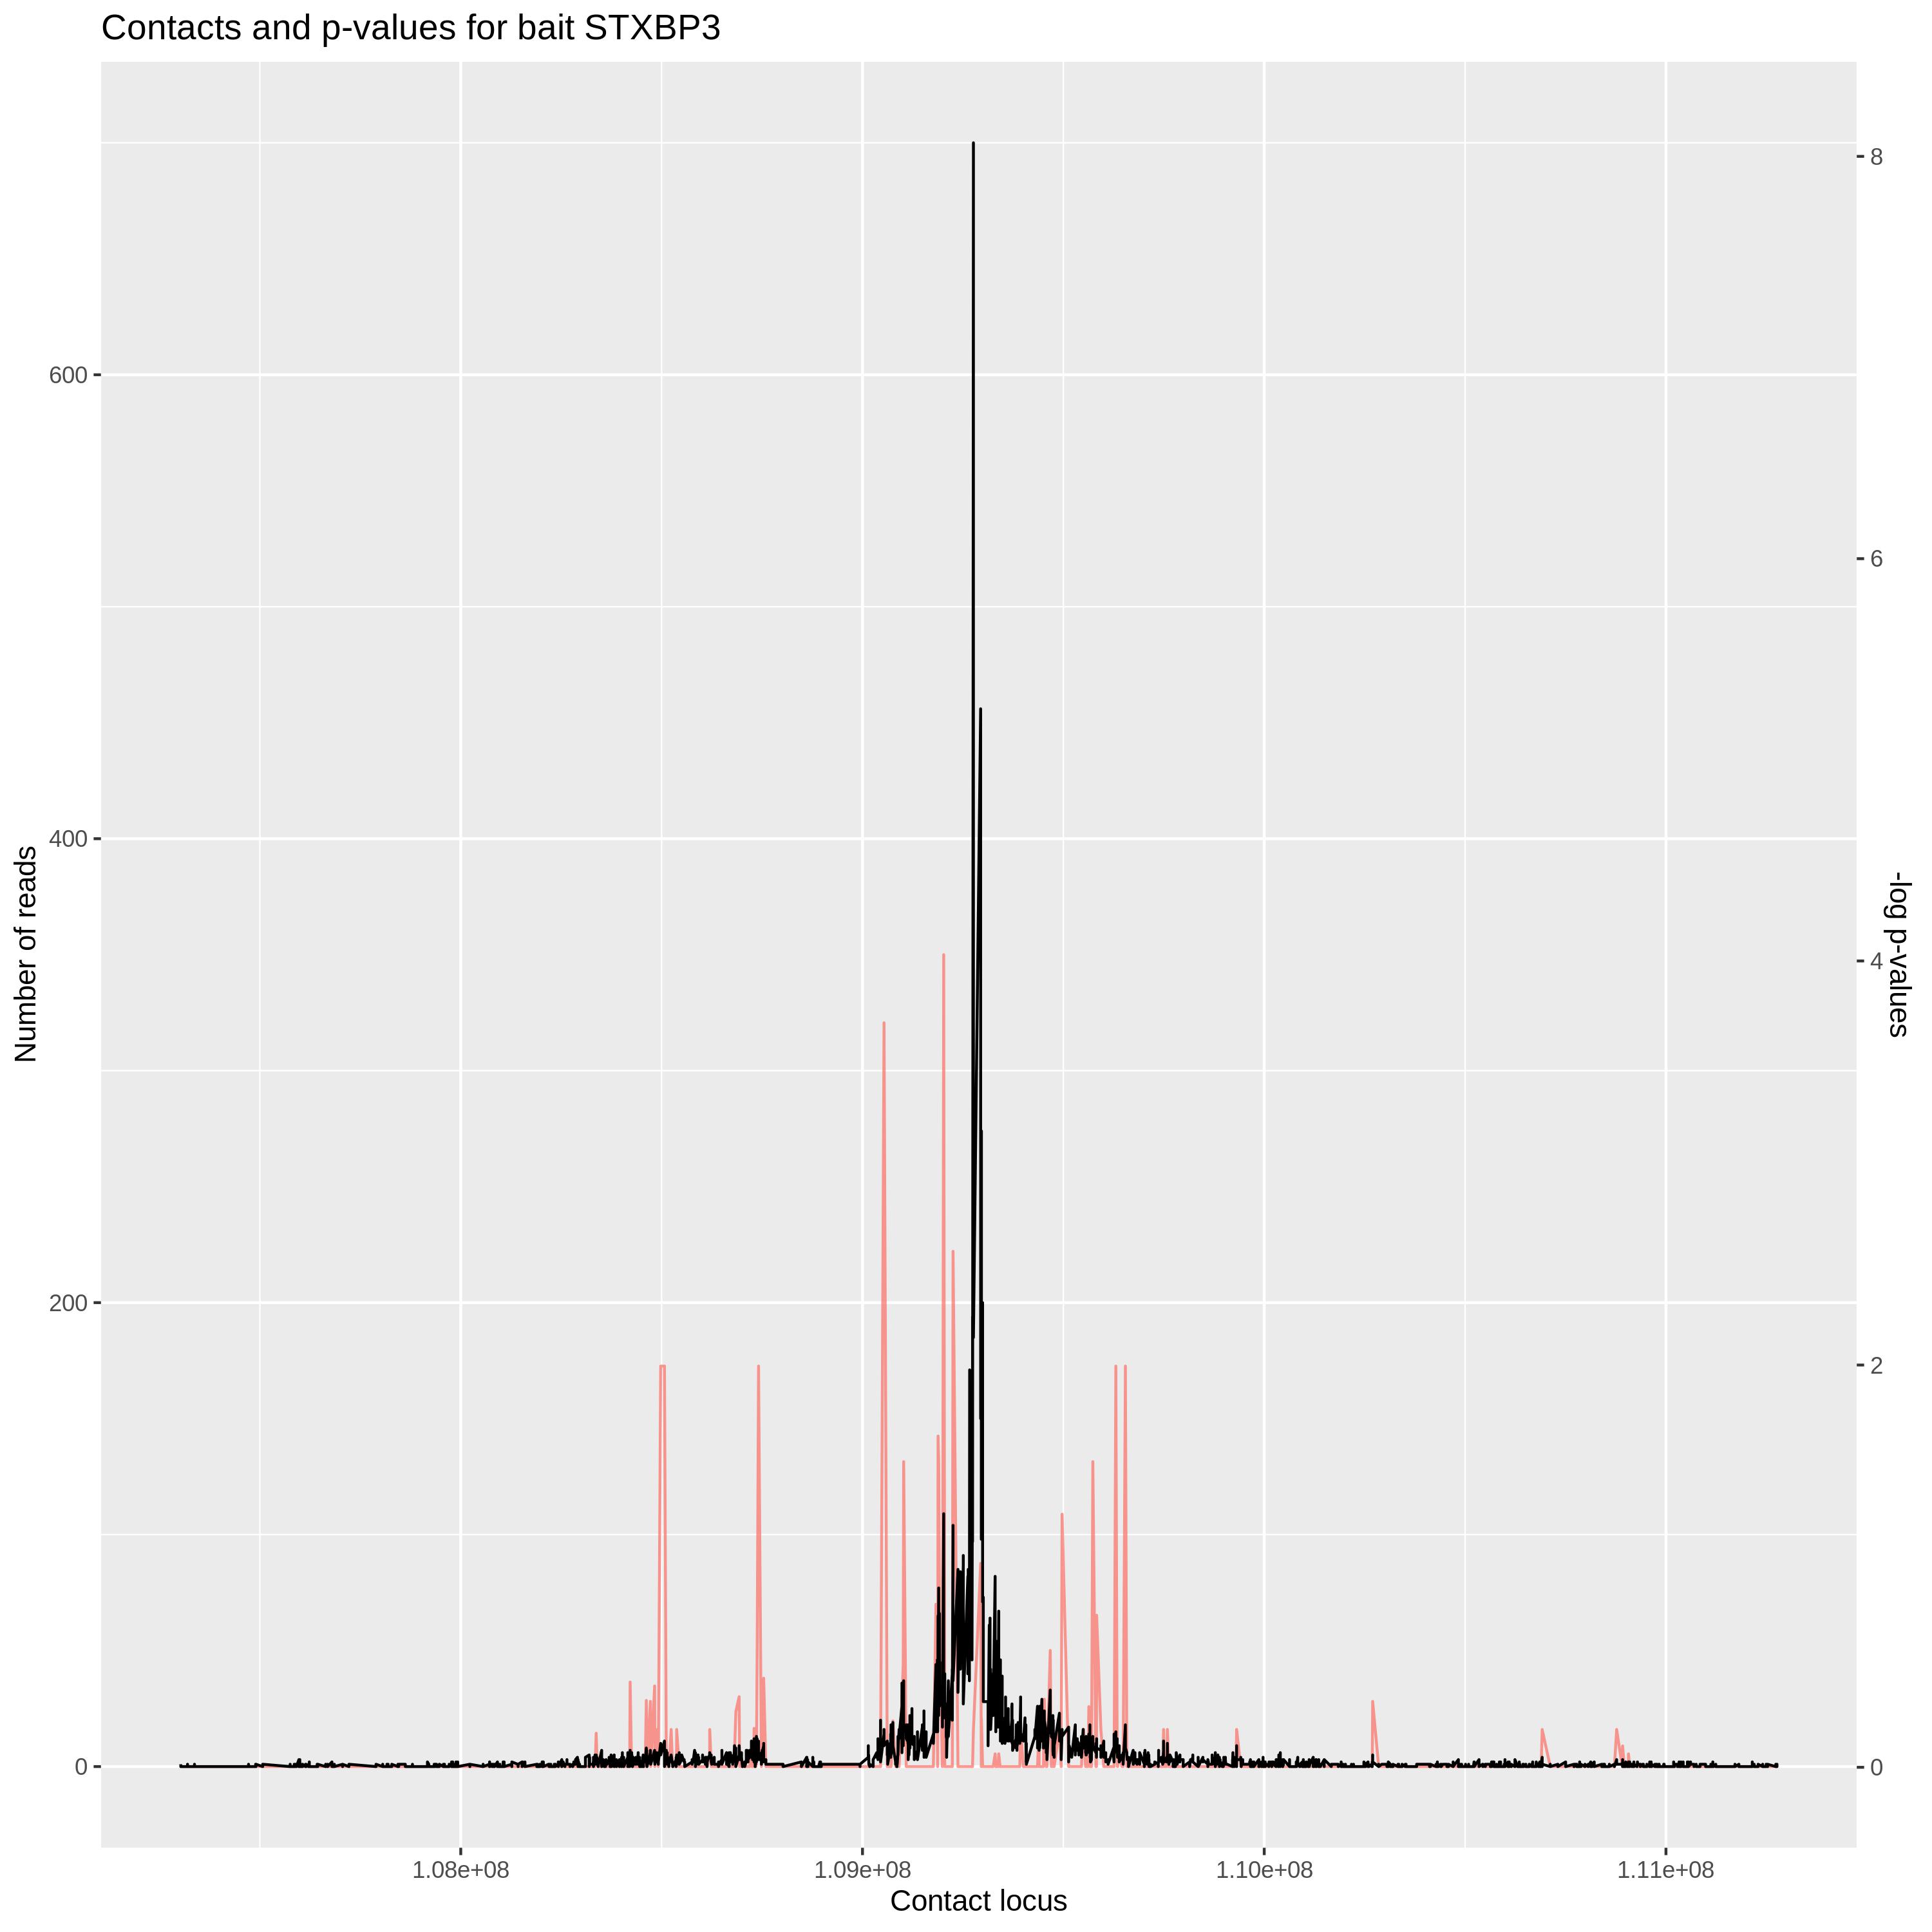 Contacts and p-values for bait STXBP3
600
400
200
0
Number of reads
8
6
4
2
0
-log p-values
1.08e+08
1.09e+08
1.10e+08
1.11e+08
Contact locus